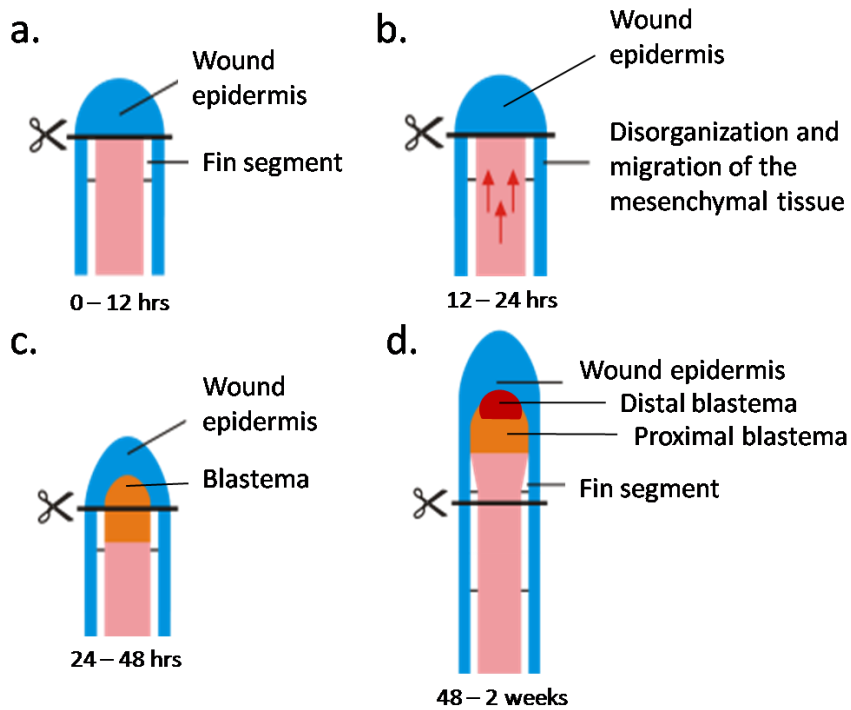 a.
Wound
epidermis
Fin segment
0 – 12 hrs
b.
Wound
epidermis
Disorganization and
migration of the
mesenchymal tissue
12 – 24 hrs
c.
Wound
epidermis
Blastema
24 – 48 hrs
d.
Wound epidermis
Distal blastema
Proximal blastema
Fin segment
48 – 2 weeks